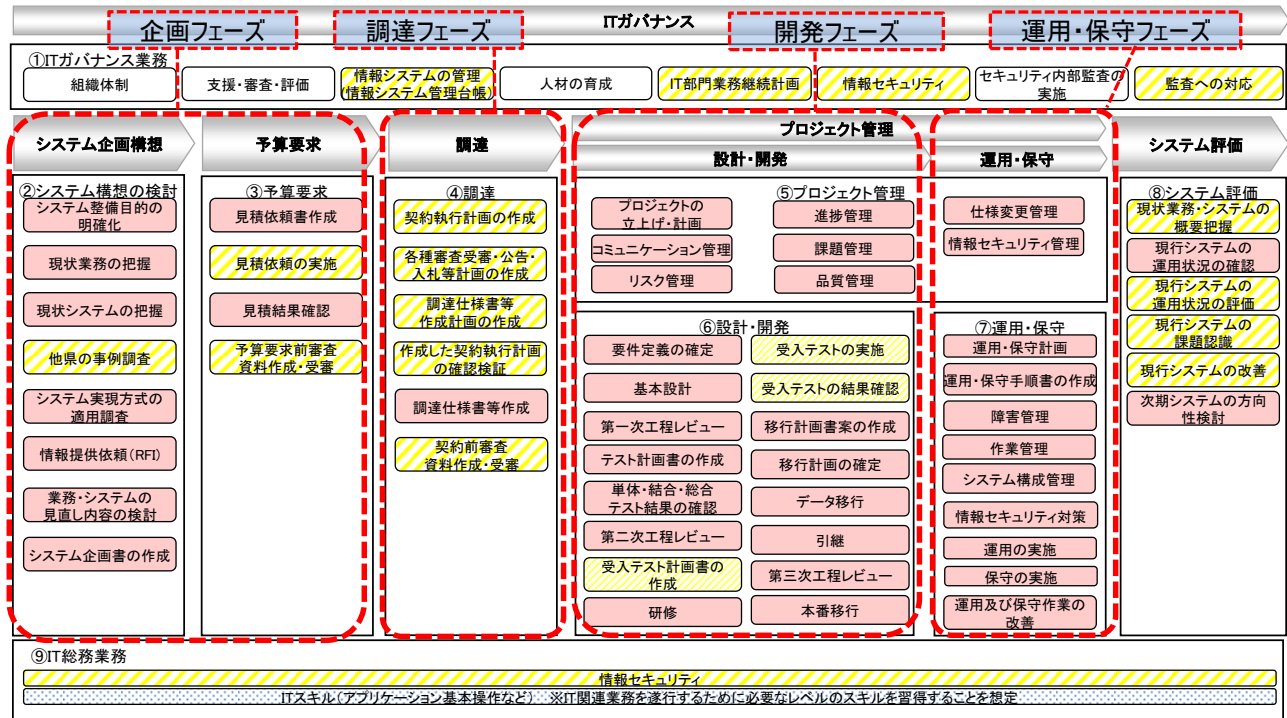 ITガバナンス
企画フェーズ
調達フェーズ
開発フェーズ
運用・保守フェーズ
①ITガバナンス業務
組織体制
支援・審査・評価
情報システムの管理
(情報システム管理台帳)
人材の育成
IT部門業務継続計画
情報セキュリティ
セキュリティ内部監査の
実施
監査への対応
システム企画構想
予算要求
調達
プロジェクト管理
設計・開発
運用・保守
システム評価
②システム構想の検討
システム整備目的の
明確化
現状業務の把握
現状システムの把握
他県の事例調査
システム実現方式の
適用調査
情報提供依頼(RFI)
業務・システムの
見直し内容の検討
システム企画書の作成
③予算要求
見積依頼書作成
見積依頼の実施
見積結果確認
予算要求前審査
資料作成・受審
④調達
契約執行計画の作成
各種審査受審・公告・
入札等計画の作成
調達仕様書等
作成計画の作成
作成した契約執行計画
の確認検証
調達仕様書等作成
契約前審査
資料作成・受審
⑤プロジェクト管理
プロジェクトの
立上げ・計画
コミュニケーション管理
リスク管理
進捗管理
課題管理
品質管理
仕様変更管理
情報セキュリティ管理
⑥設計・開発
要件定義の確定
基本設計
第一次工程レビュー
テスト計画書の作成
単体・結合・総合
テスト結果の確認
第二次工程レビュー
受入テスト計画書の
作成
研修
受入テストの実施
受入テストの結果確認
移行計画書案の作成
移行計画の確定
データ移行
引継
第三次工程レビュー
本番移行
⑦運用・保守
運用・保守計画
運用・保守手順書の作成
障害管理
作業管理
システム構成管理
情報セキュリティ対策
運用の実施
保守の実施
運用及び保守作業の
改善
⑧システム評価
現状業務・システムの
概要把握
現行システムの
運用状況の確認
現行システムの
運用状況の評価
現行システムの
課題認識
現行システムの改善
次期システムの方向
性検討
⑨IT総務業務
情報セキュリティ
ITスキル(アプリケーション基本操作など) ※IT関連業務を遂行するために必要なレベルのスキルを習得することを想定